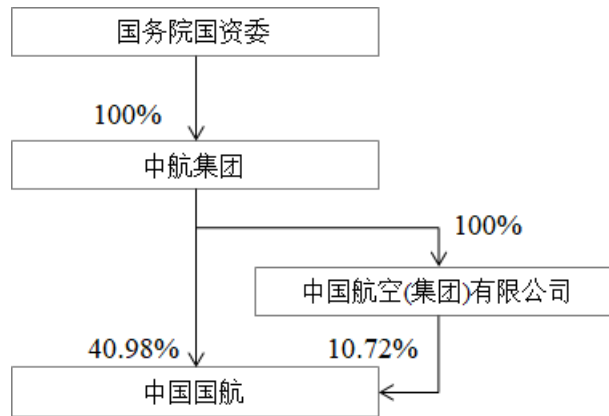 国务院国资委
100%
中航集团
100%
中国航空(集团)有限公司
40.98%
10.72%
中国国航